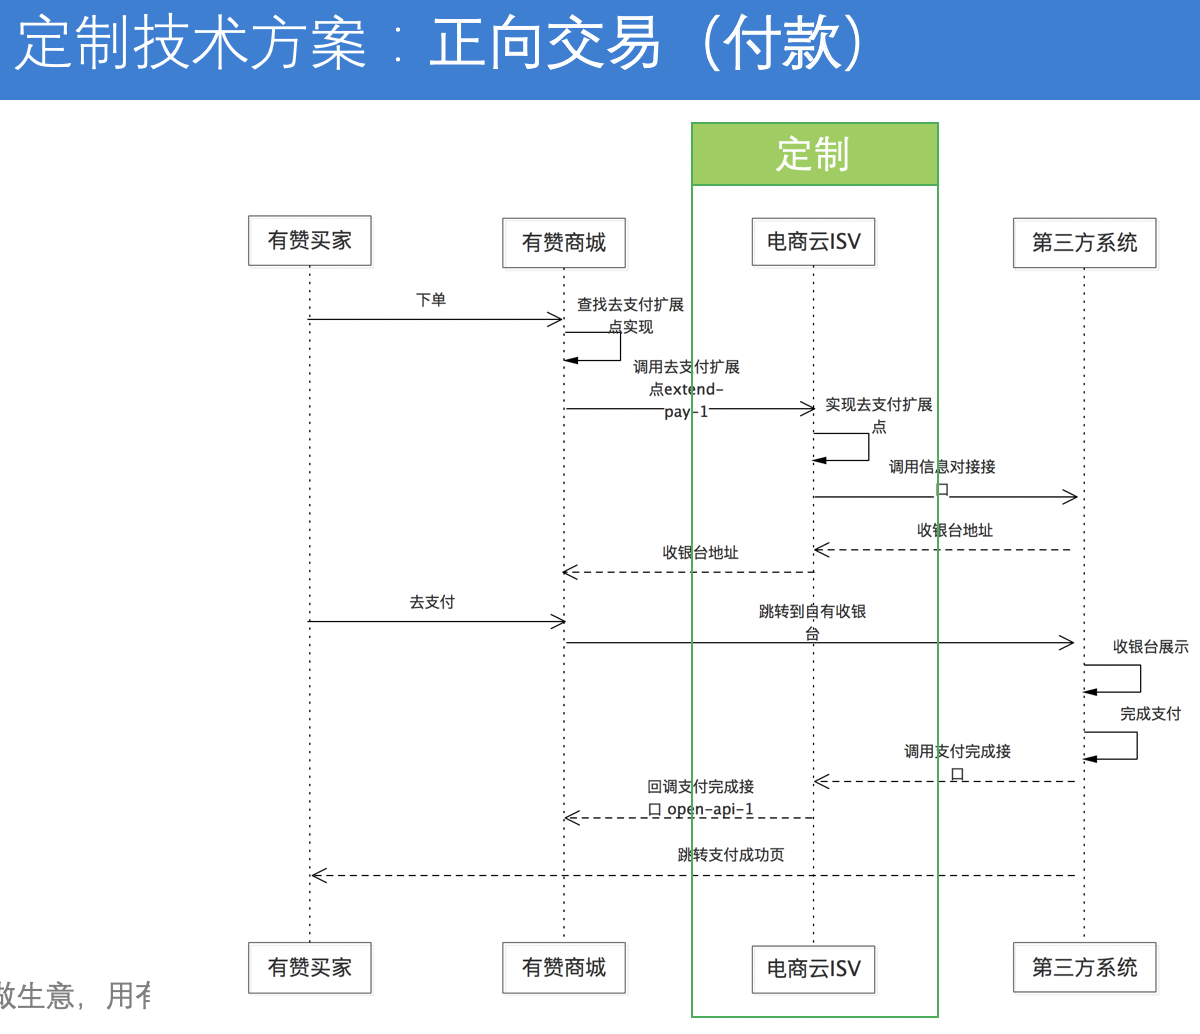 定制技术方案：正向交易（付款）
定制
有赞买家
有赞商城
电商云ISV
第三方系统
下单
查找去支付扩展
点实现
调用去支付扩展
点extend-
pay-1
实现去支付扩展
点
调用信息对接接
口
收银台地址
收银台地址
去支付
跳转到自有收银
台
收银台展示
完成支付
调用支付完成接
口
回调支付完成接
口 open-api-1
跳转支付成功页
有赞买家
有赞商城
电商云ISV
第三方系统
做生意，用有